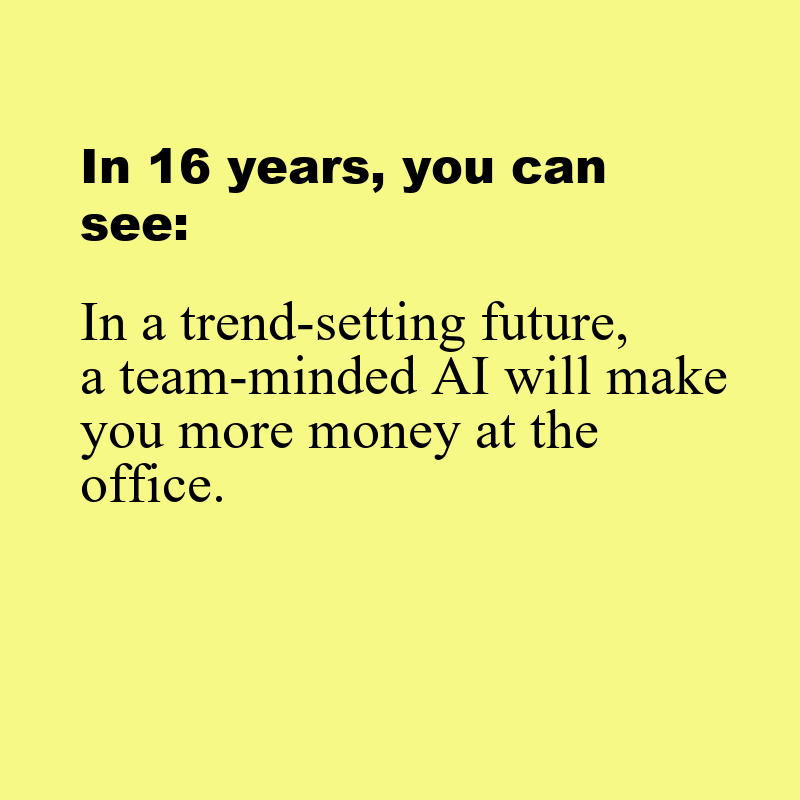 In 16 years, you can
see:
In a trend-setting future,
a team-minded AI will make
you more money at the
office.